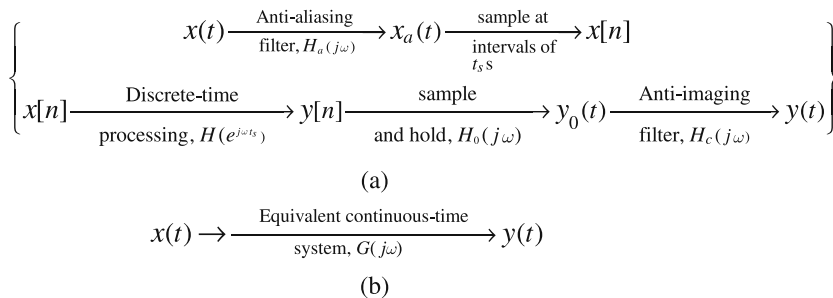 Anti-aliasing sample at
x(t) x_a(t) x[n]
filter, H_a(jω) intervals of
t_s s
Discrete-time sample Anti-imaging
x[n] y[n] y_0(t) y(t)
processing, H(e^{jωt_s}) and hold, H_0(jω) filter, H_c(jω)
(a)
Equivalent continuous-time
x(t) → y(t)
system, G(jω)
(b)